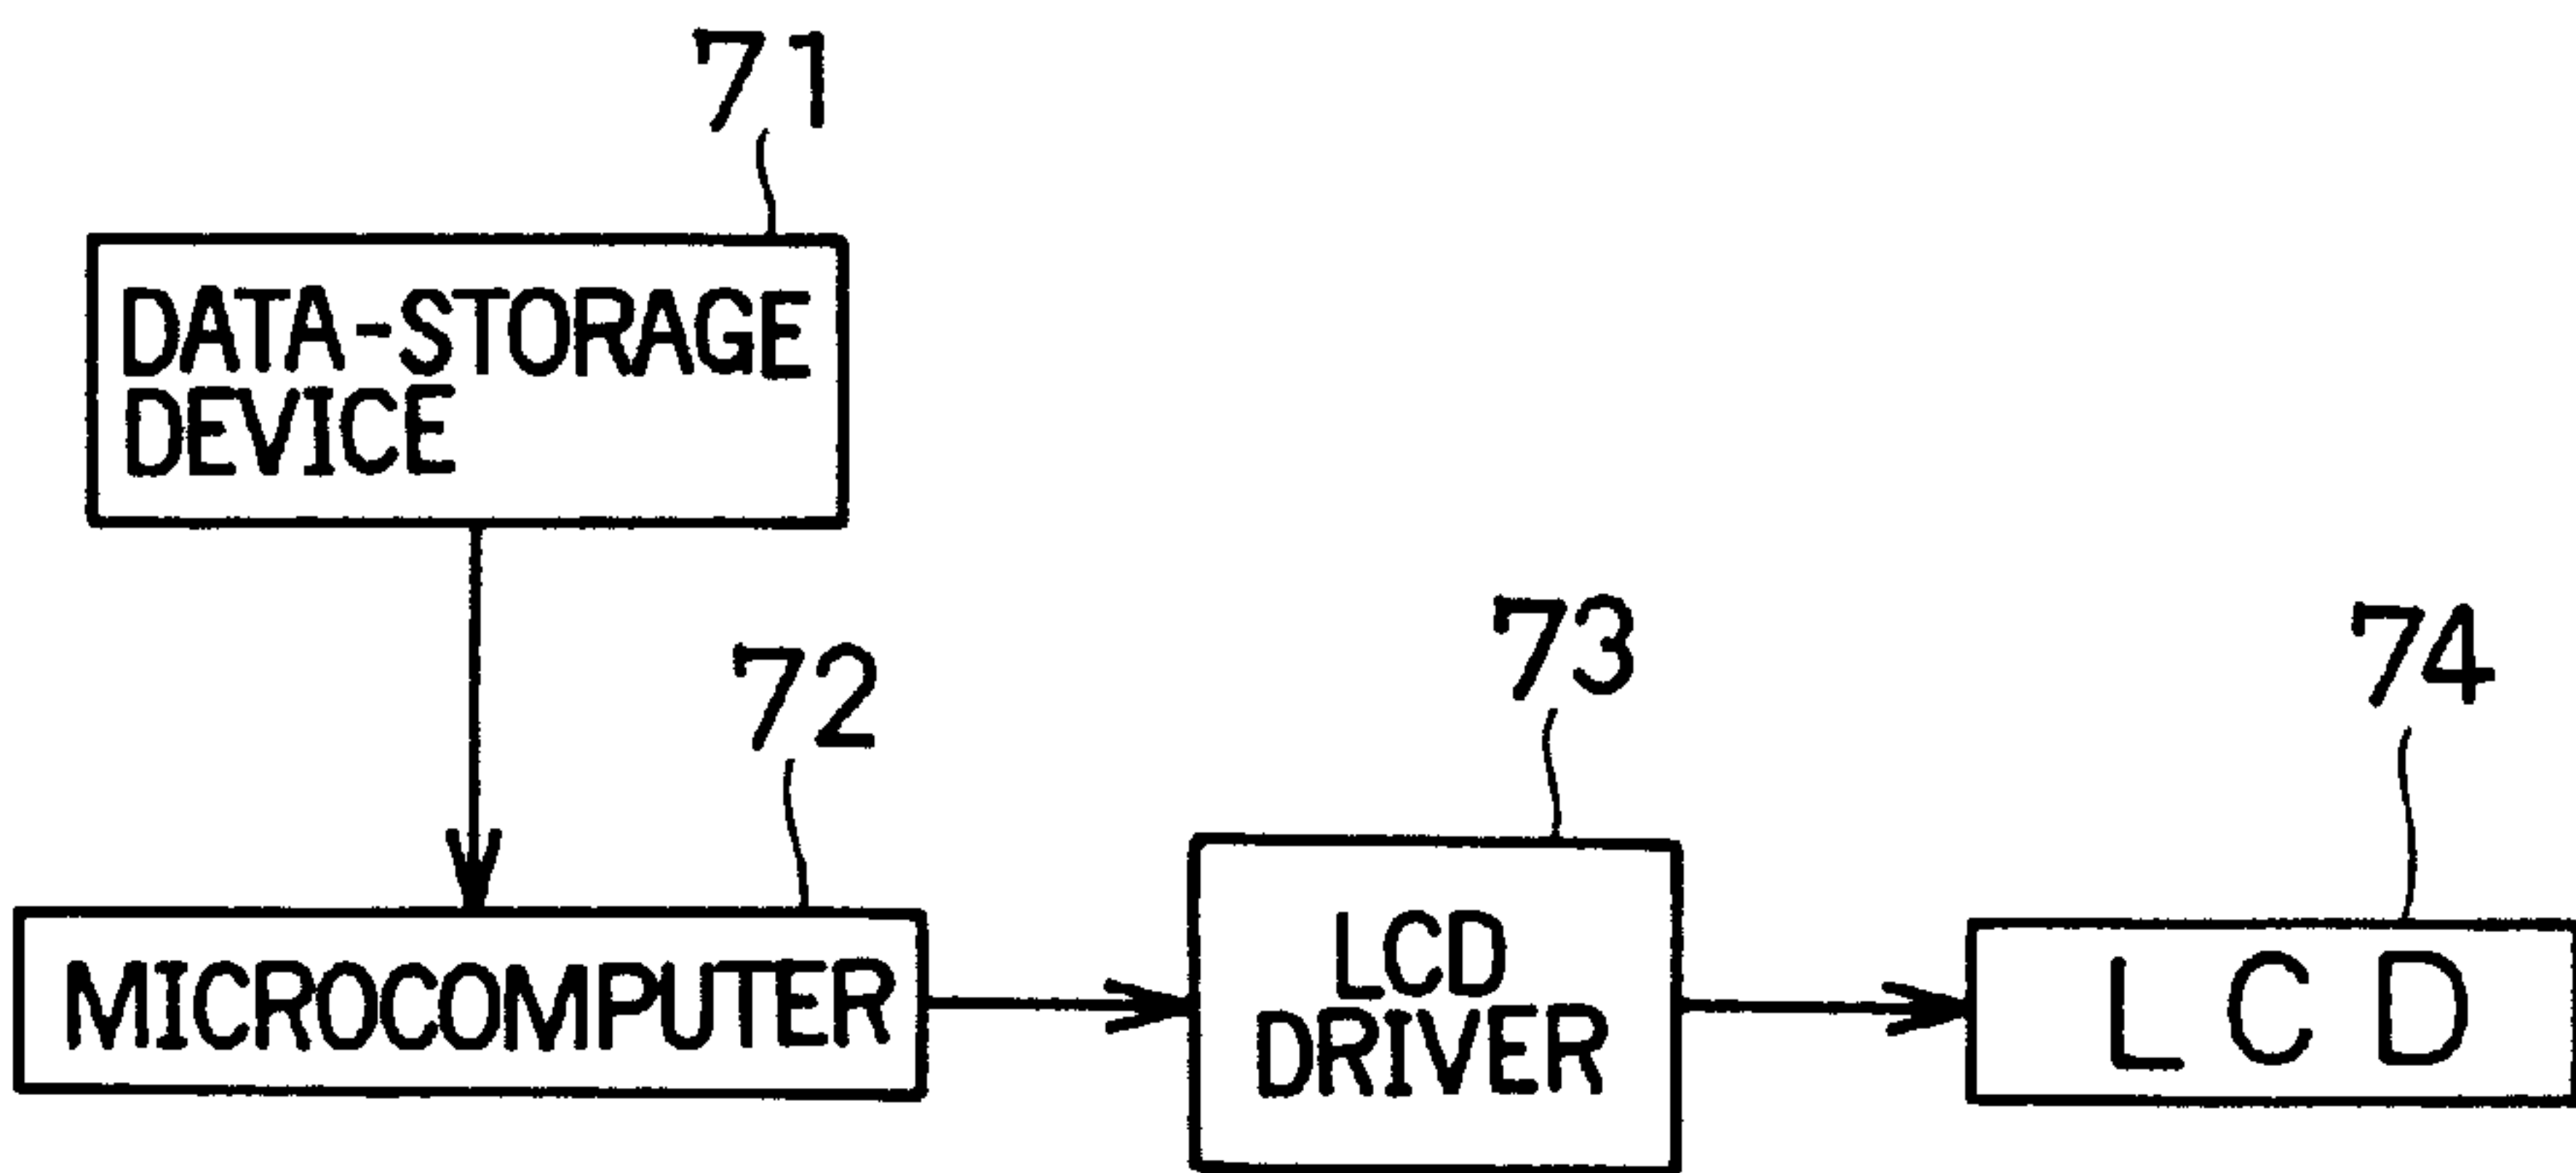 71
DATA-STORAGE
DEVICE
72
MICROCOMPUTER
73
LCD
DRIVER
74
LCD